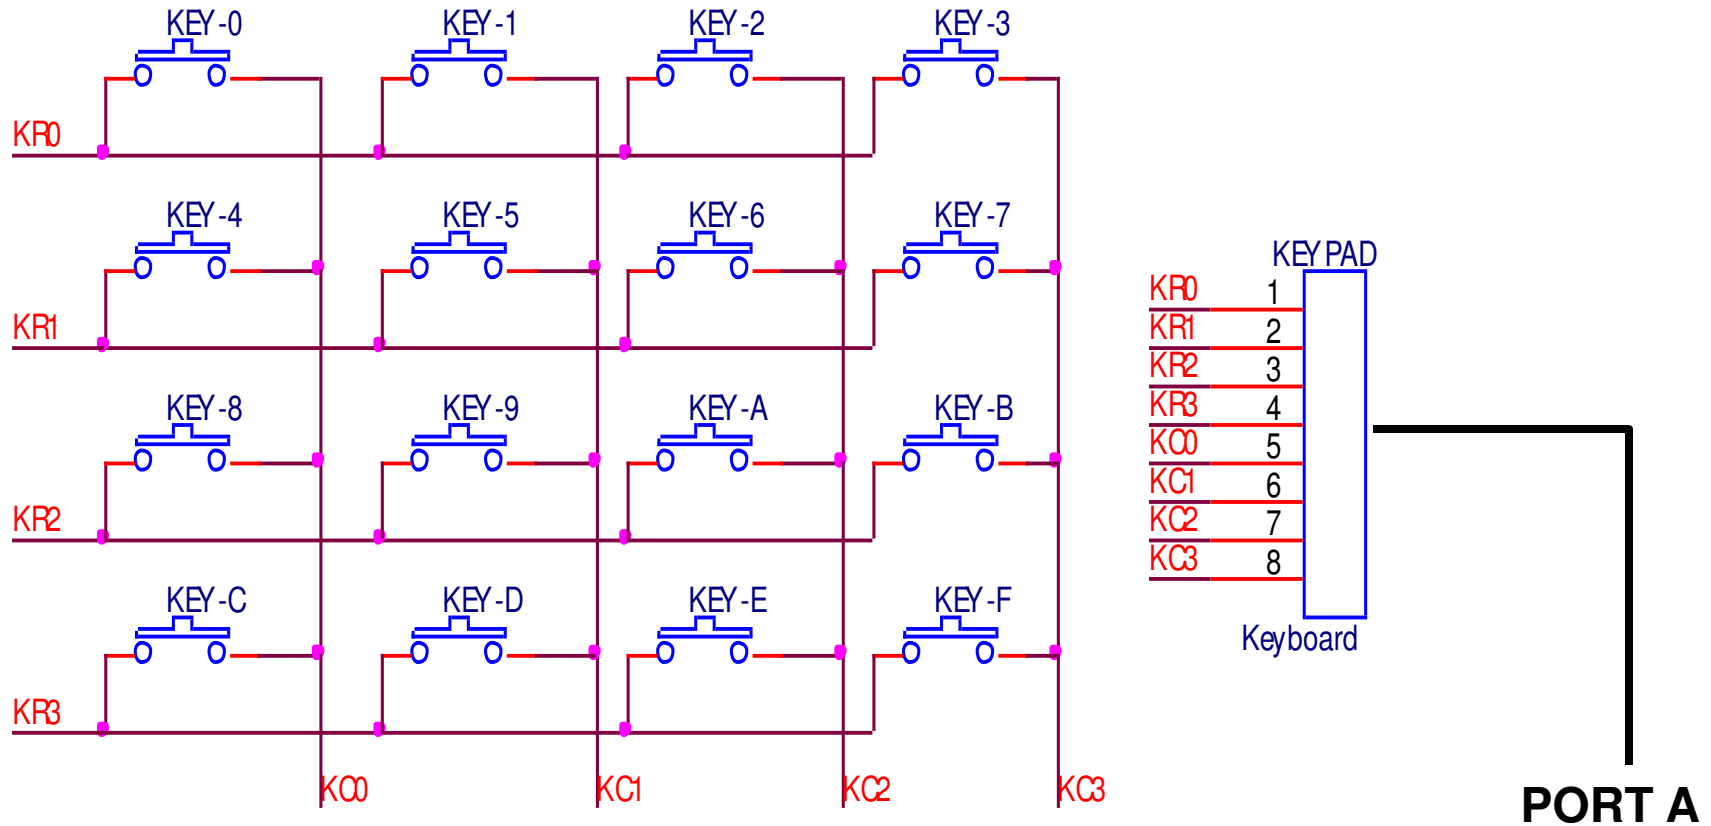 KEY-0 KEY-1 KEY-2 KEY-3
KR0
KEY-4 KEY-5 KEY-6 KEY-7
KR1
KEY-8 KEY-9 KEY-A KEY-B
KR2
KEY-C KEY-D KEY-E KEY-F
KR3
KC0 KC1 KC2 KC3
KEYPAD
KR0 1
KR1 2
KR2 3
KR3 4
KC0 5
KC1 6
KC2 7
KC3 8
Keyboard
PORT A